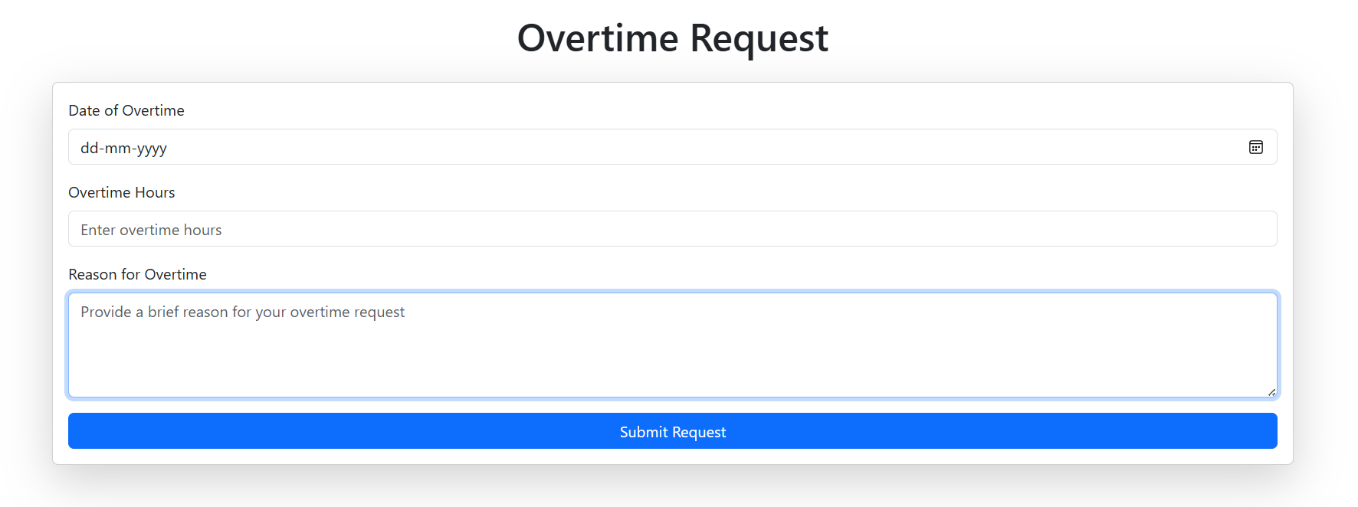 Overtime Request
Date of Overtime
dd-mm-yyyy
Overtime Hours
Enter overtime hours
Reason for Overtime
Provide a brief reason for your overtime request
Submit Request